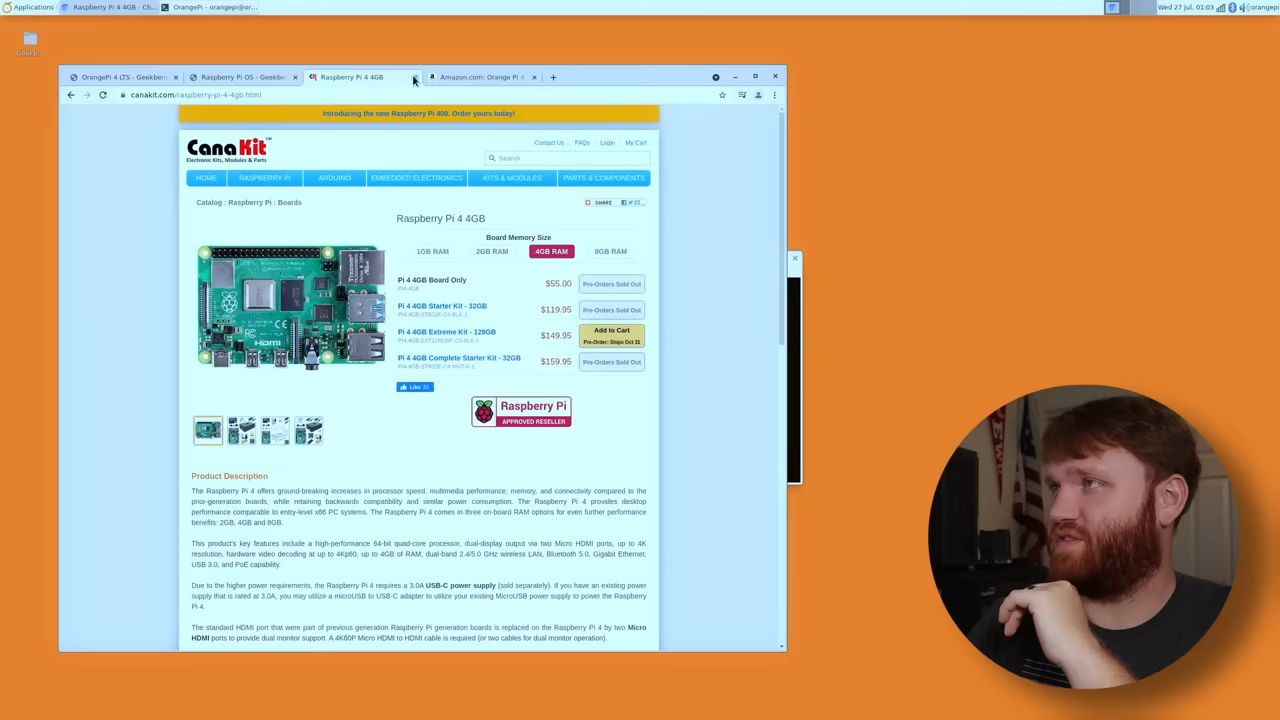 Applications
Raspberry Pi 4 4GB - Ch...
OrangePi - orangepi@or...
Wed 27 Jul, 01:03
orangepi
OrangePi 4 LTS - Geekben
Raspberry Pi OS - Geekbe
Raspberry Pi 4 4GB
Amazon.com: Orange Pi 4
canakit.com/raspberry-pi-4-4gb.html
Introducing the new Raspberry Pi 400. Order yours today!
CanaKit
Electronic Kits, Modules & Parts
Contact Us
FAQs
Login
My Cart
Search
HOME
RASPBERRY PI
ARDUINO
EMBEDDED ELECTRONICS
KITS & MODULES
PARTS & COMPONENTS
Catalog : Raspberry Pi : Boards
SHARE
Raspberry Pi 4 4GB
Board Memory Size
1GB RAM
2GB RAM
4GB RAM
8GB RAM
Pi 4 4GB Board Only
PI4-4GB
$55.00
Pre-Orders Sold Out
Pi 4 4GB Starter Kit - 32GB
$119.95
Pre-Orders Sold Out
Pi 4 4GB Extreme Kit - 128GB
$149.95
Add to Cart
Pre-Order: Ships Oct 31
Pi 4 4GB Complete Starter Kit - 32GB
$159.95
Pre-Orders Sold Out
HDMI
Like 33
Raspberry Pi
APPROVED RESELLER
Product Description
The Raspberry Pi 4 offers ground-breaking increases in processor speed, multimedia performance, memory, and connectivity compared to the
prior-generation boards, while retaining backwards compatibility and similar power consumption. The Raspberry Pi 4 provides desktop
performance comparable to entry-level x86 PC systems. The Raspberry Pi 4 comes in three on-board RAM options for even further performance
benefits: 2GB, 4GB and 8GB.
This product's key features include a high-performance 64-bit quad-core processor, dual-display output via two Micro HDMI ports, up to 4K
resolution, hardware video decoding at up to 4Kp60, up to 4GB of RAM, dual-band 2.4/5.0 GHz wireless LAN, Bluetooth 5.0, Gigabit Ethernet,
USB 3.0, and PoE capability.
Due to the higher power requirements, the Raspberry Pi 4 requires a 3.0A USB-C power supply (sold separately). If you have an existing power
supply that is rated at 3.0A, you may utilize a microUSB to USB-C adapter to utilize your existing MicroUSB power supply to power the Raspberry
Pi 4.
The standard HDMI port that were part of previous generation Raspberry Pi generation boards is replaced on the Raspberry Pi 4 by two Micro
HDMI ports to provide dual monitor support. A 4K60P Micro HDMI to HDMI cable is required (or two cables for dual monitor operation).